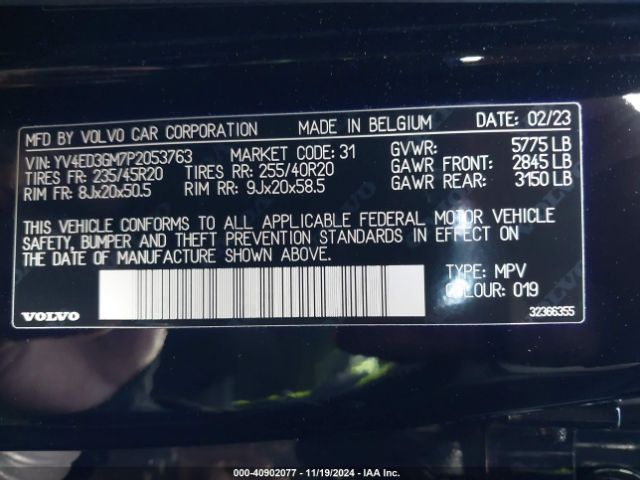 MFD BY VOLVO CAR CORPORATION MADE IN BELGIUM DATE: 02/23
VIN: YV4ED3GM7P2053763 MARKET CODE: 31 GVWR: 5775 LB
TIRES FR: 235/45R20 TIRES RR: 255/40R20 GAWR FRONT: 2845 LB
RIM FR: 8Jx20x50.5 RIM RR: 9Jx20x58.5 GAWR REAR: 3150 LB
THIS VEHICLE CONFORMS TO ALL APPLICABLE FEDERAL MOTOR VEHICLE
SAFETY, BUMPER AND THEFT PREVENTION STANDARDS IN EFFECT ON
THE DATE OF MANUFACTURE SHOWN ABOVE.
TYPE: MPV
COLOUR: 019
VOLVO 32366355
000-40902077 - 11/19/2024 - IAA Inc.